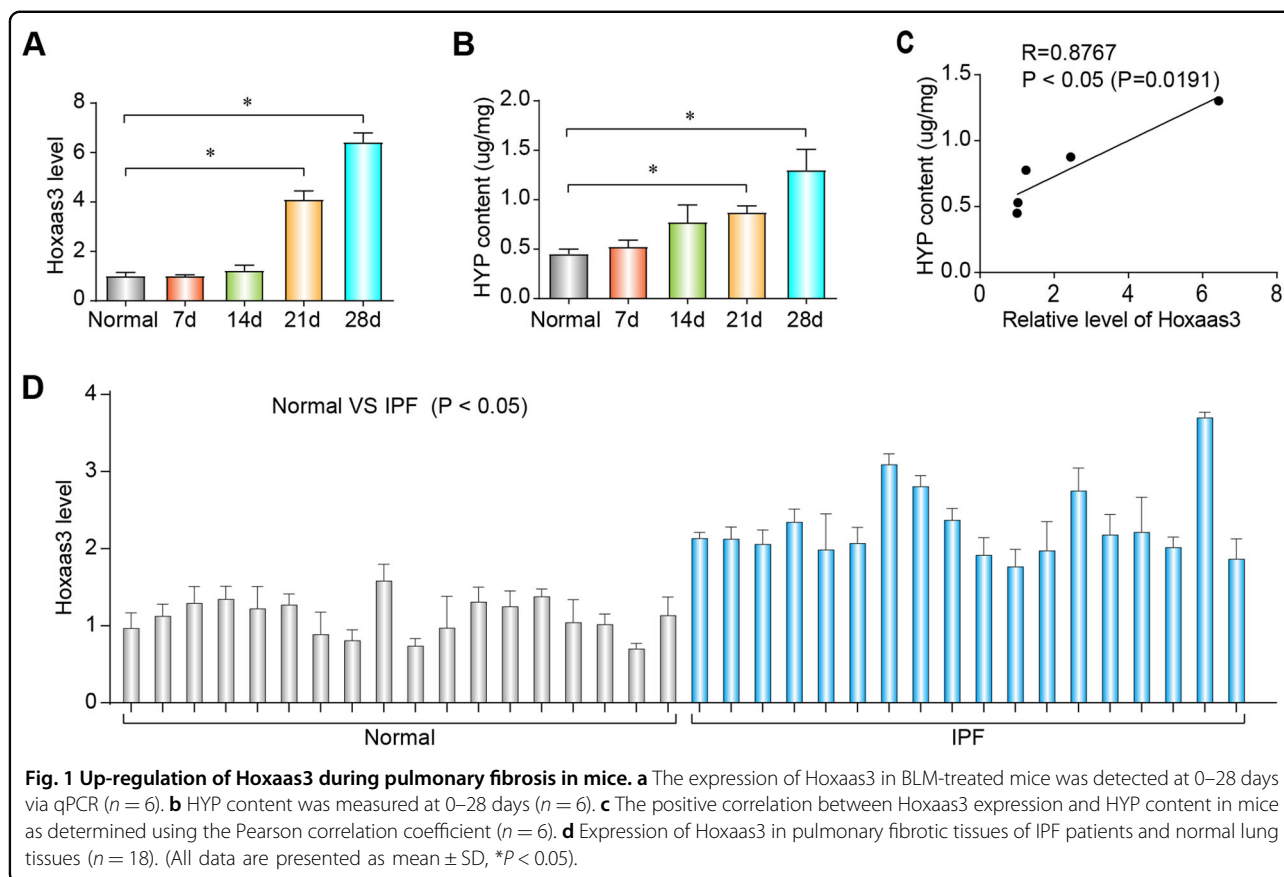 A
Hoxaas3 level
8
6
4
2
0
*
*
Normal 7d 14d 21d 28d
B
HYP content (ug/mg)
2.0
1.5
1.0
0.5
0.0
*
*
Normal 7d 14d 21d 28d
C
R=0.8767
P < 0.05 (P=0.0191)
HYP content (ug/mg)
1.5
1.0
0.5
0.0
0 2 4 6 8
Relative level of Hoxaas3
D
Normal VS IPF (P < 0.05)
Hoxaas3 level
4
3
2
1
0
Normal IPF
Fig. 1 Up-regulation of Hoxaas3 during pulmonary fibrosis in mice. a The expression of Hoxaas3 in BLM-treated mice was detected at 0–28 days
via qPCR (n = 6). b HYP content was measured at 0–28 days (n = 6). c The positive correlation between Hoxaas3 expression and HYP content in mice
as determined using the Pearson correlation coefficient (n = 6). d Expression of Hoxaas3 in pulmonary fibrotic tissues of IPF patients and normal lung
tissues (n = 18). (All data are presented as mean ± SD, *P < 0.05).